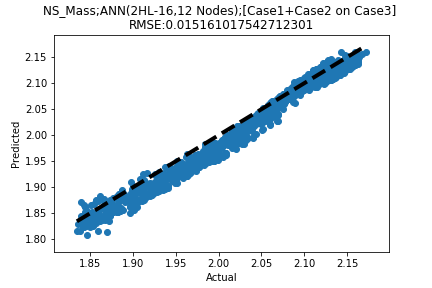 NS_Mass;ANN(2HL-16,12 Nodes);[Case1+Case2 on Case3]
RMSE:0.015161017542712301
2.15
2.10
2.05
2.00
1.95
1.90
1.85
1.80
Predicted
1.85 1.90 1.95 2.00 2.05 2.10 2.15
Actual